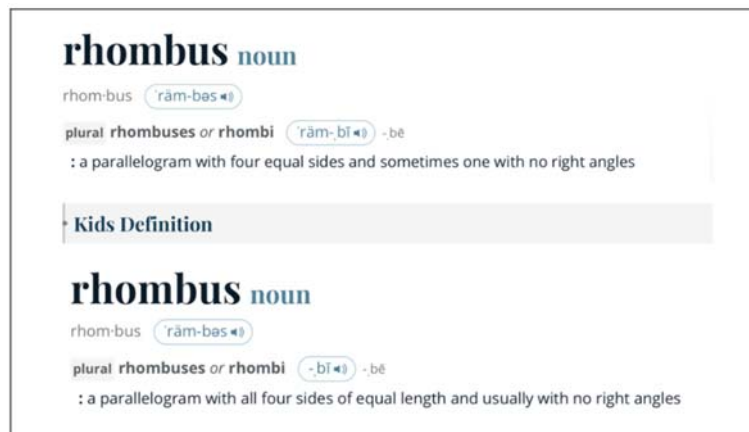 rhombus noun
rhom·bus ˈräm-bəs
plural rhombuses or rhombi ˈräm-ˌbī -ˌbē
: a parallelogram with four equal sides and sometimes one with no right angles
Kids Definition
rhombus noun
rhom·bus ˈräm-bəs
plural rhombuses or rhombi -ˌbī -ˌbē
: a parallelogram with all four sides of equal length and usually with no right angles